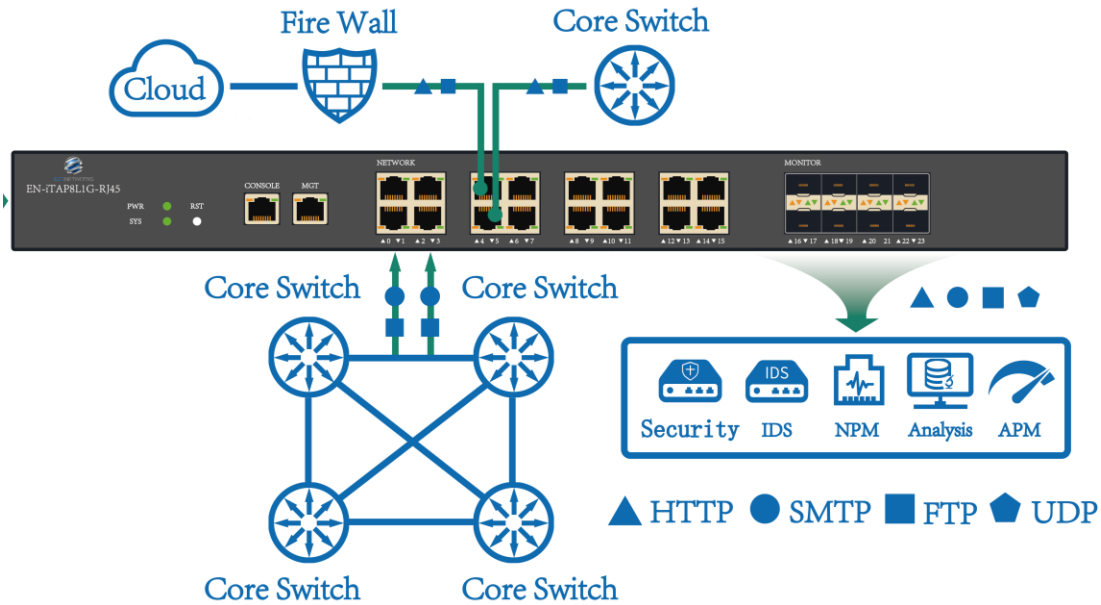 Fire Wall
Core Switch
Cloud
NETWORK
MONITOR
EN-iTAP8L1G-RJ45
CONSOLE
MGT
PWR
RST
SYS
▲0 ▼1 ▲2 ▼3
▲4 ▼5 ▲6 ▼7
▲8 ▼9 ▲10 ▼11
▲12 ▼13 ▲14 ▼15
▲16 ▼17 ▲18 ▼19 ▲20 21 ▲22 ▼23
Core Switch
Core Switch
Security
IDS
IDS
NPM
Analysis
APM
HTTP
SMTP
FTP
UDP
Core Switch
Core Switch